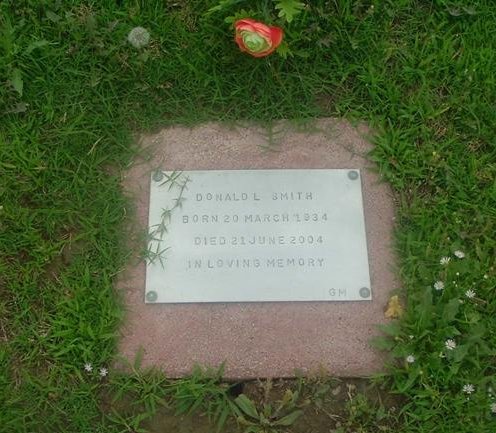 DONALD L SMITH
BORN 20 MARCH 1934
DIED 21 JUNE 2004
IN LOVING MEMORY
GM